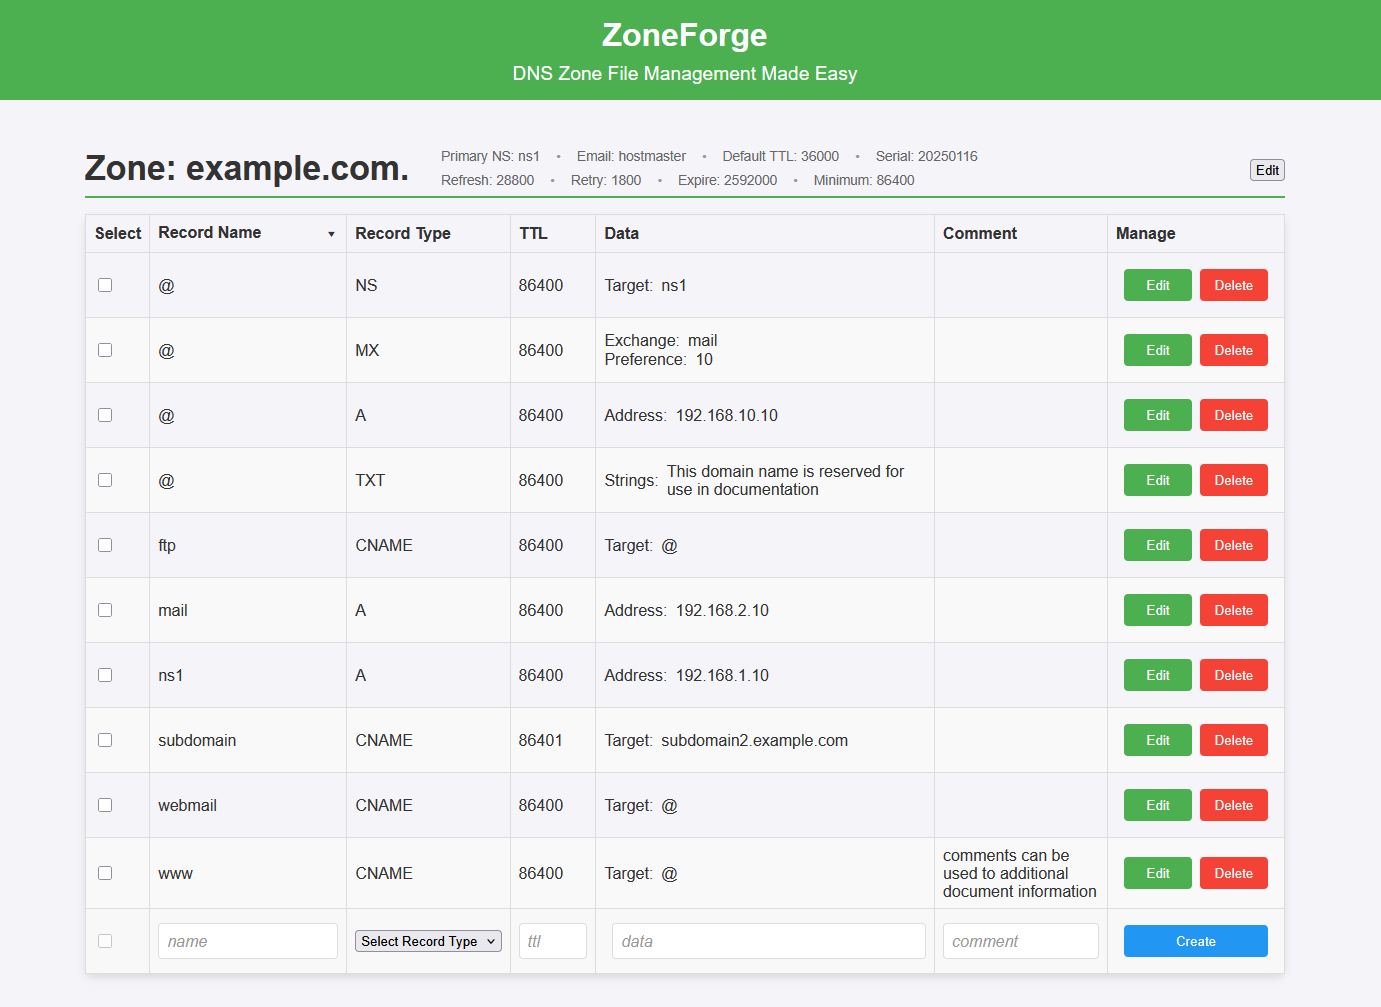 ZoneForge
DNS Zone File Management Made Easy
Zone: example.com.
Primary NS: ns1 • Email: hostmaster • Default TTL: 36000 • Serial: 20250116
Refresh: 28800 • Retry: 1800 • Expire: 2592000 • Minimum: 86400
Edit
Select Record Name ▼ Record Type TTL Data Comment Manage
@ NS 86400 Target: ns1 Edit Delete
@ MX 86400 Exchange: mail
Preference: 10 Edit Delete
@ A 86400 Address: 192.168.10.10 Edit Delete
@ TXT 86400 Strings: This domain name is reserved for
use in documentation Edit Delete
ftp CNAME 86400 Target: @ Edit Delete
mail A 86400 Address: 192.168.2.10 Edit Delete
ns1 A 86400 Address: 192.168.1.10 Edit Delete
subdomain CNAME 86401 Target: subdomain2.example.com Edit Delete
webmail CNAME 86400 Target: @ Edit Delete
www CNAME 86400 Target: @ comments can be
used to additional
document information Edit Delete
name Select Record Type ttl data comment Create